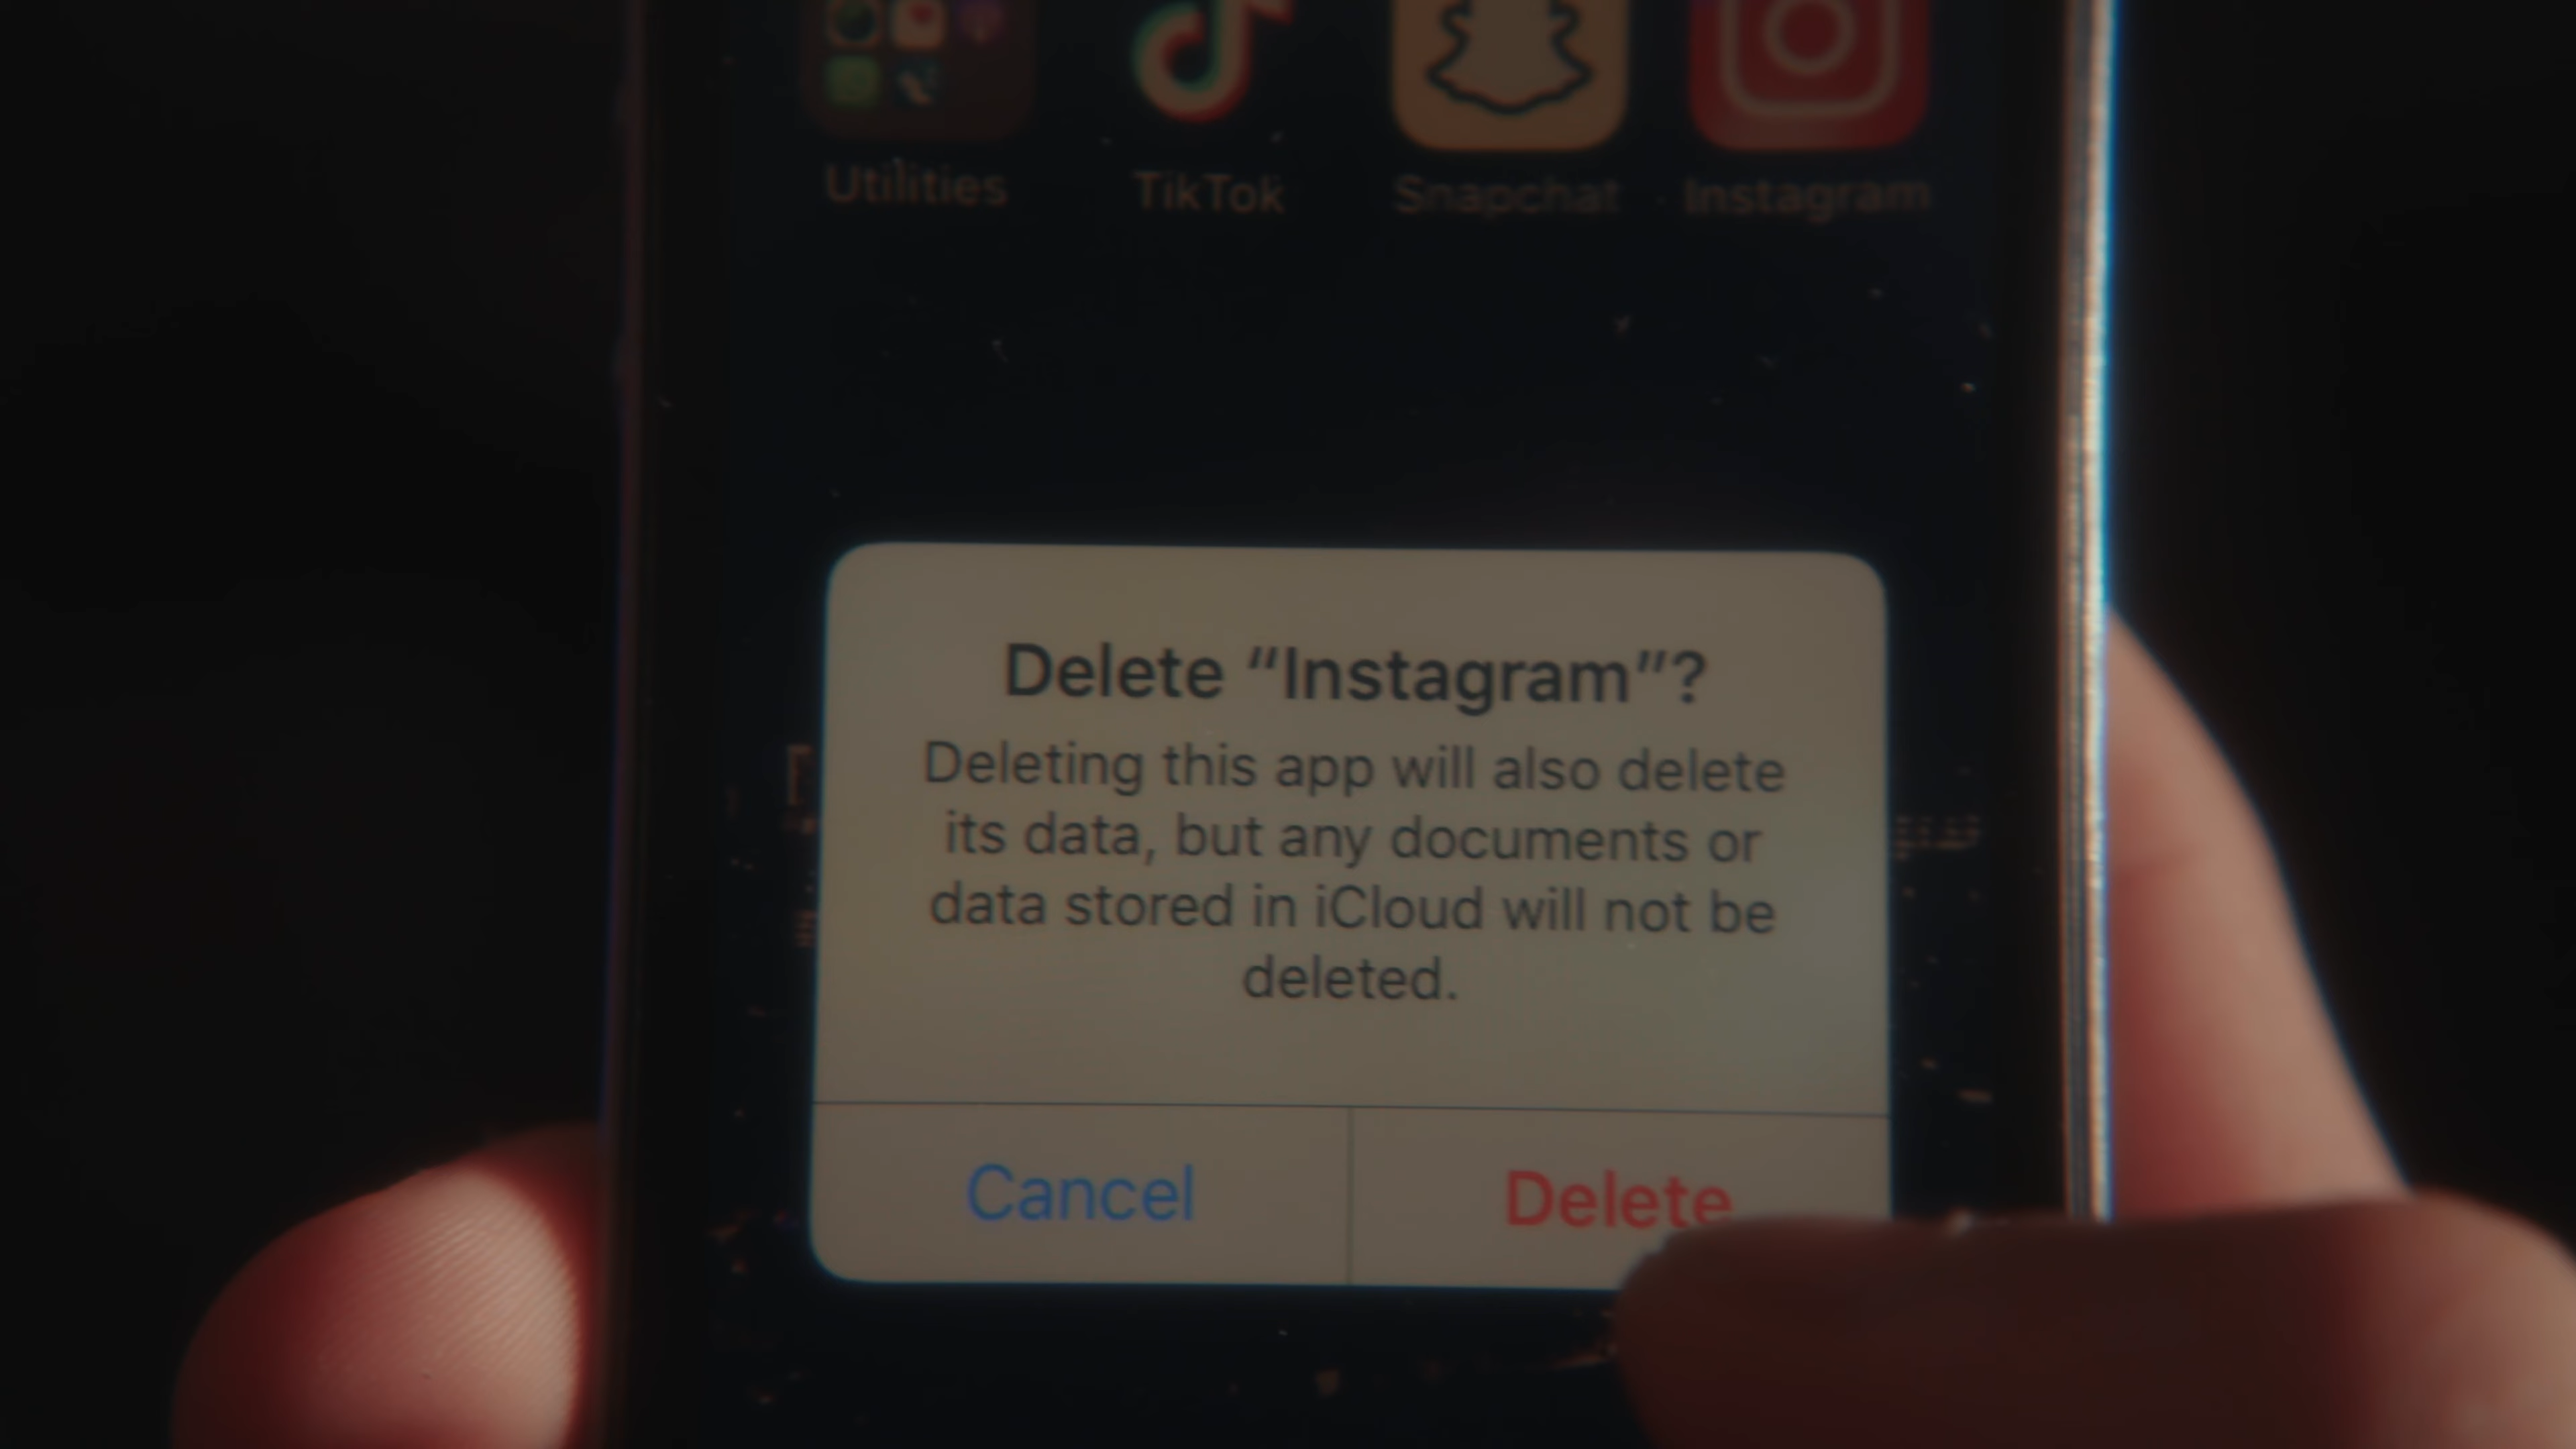 Utilities TikTok Snapchat Instagram
Delete “Instagram”?
Deleting this app will also delete
its data, but any documents or
data stored in iCloud will not be
deleted.
Cancel Delete